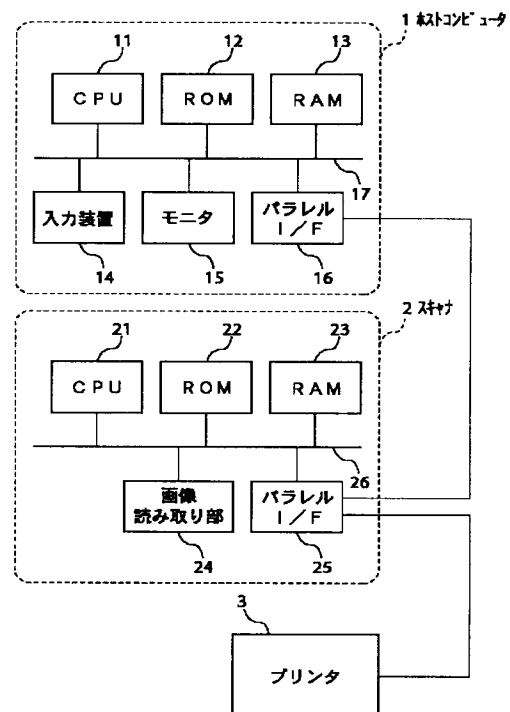 1 ホストコンピュータ
11
12
13
CPU
ROM
RAM
17
入力装置
モニタ
パラレル
I／F
14
15
16
2 スキャナ
21
22
23
CPU
ROM
RAM
26
画像
読み取り部
パラレル
I／F
24
25
3
プリンタ